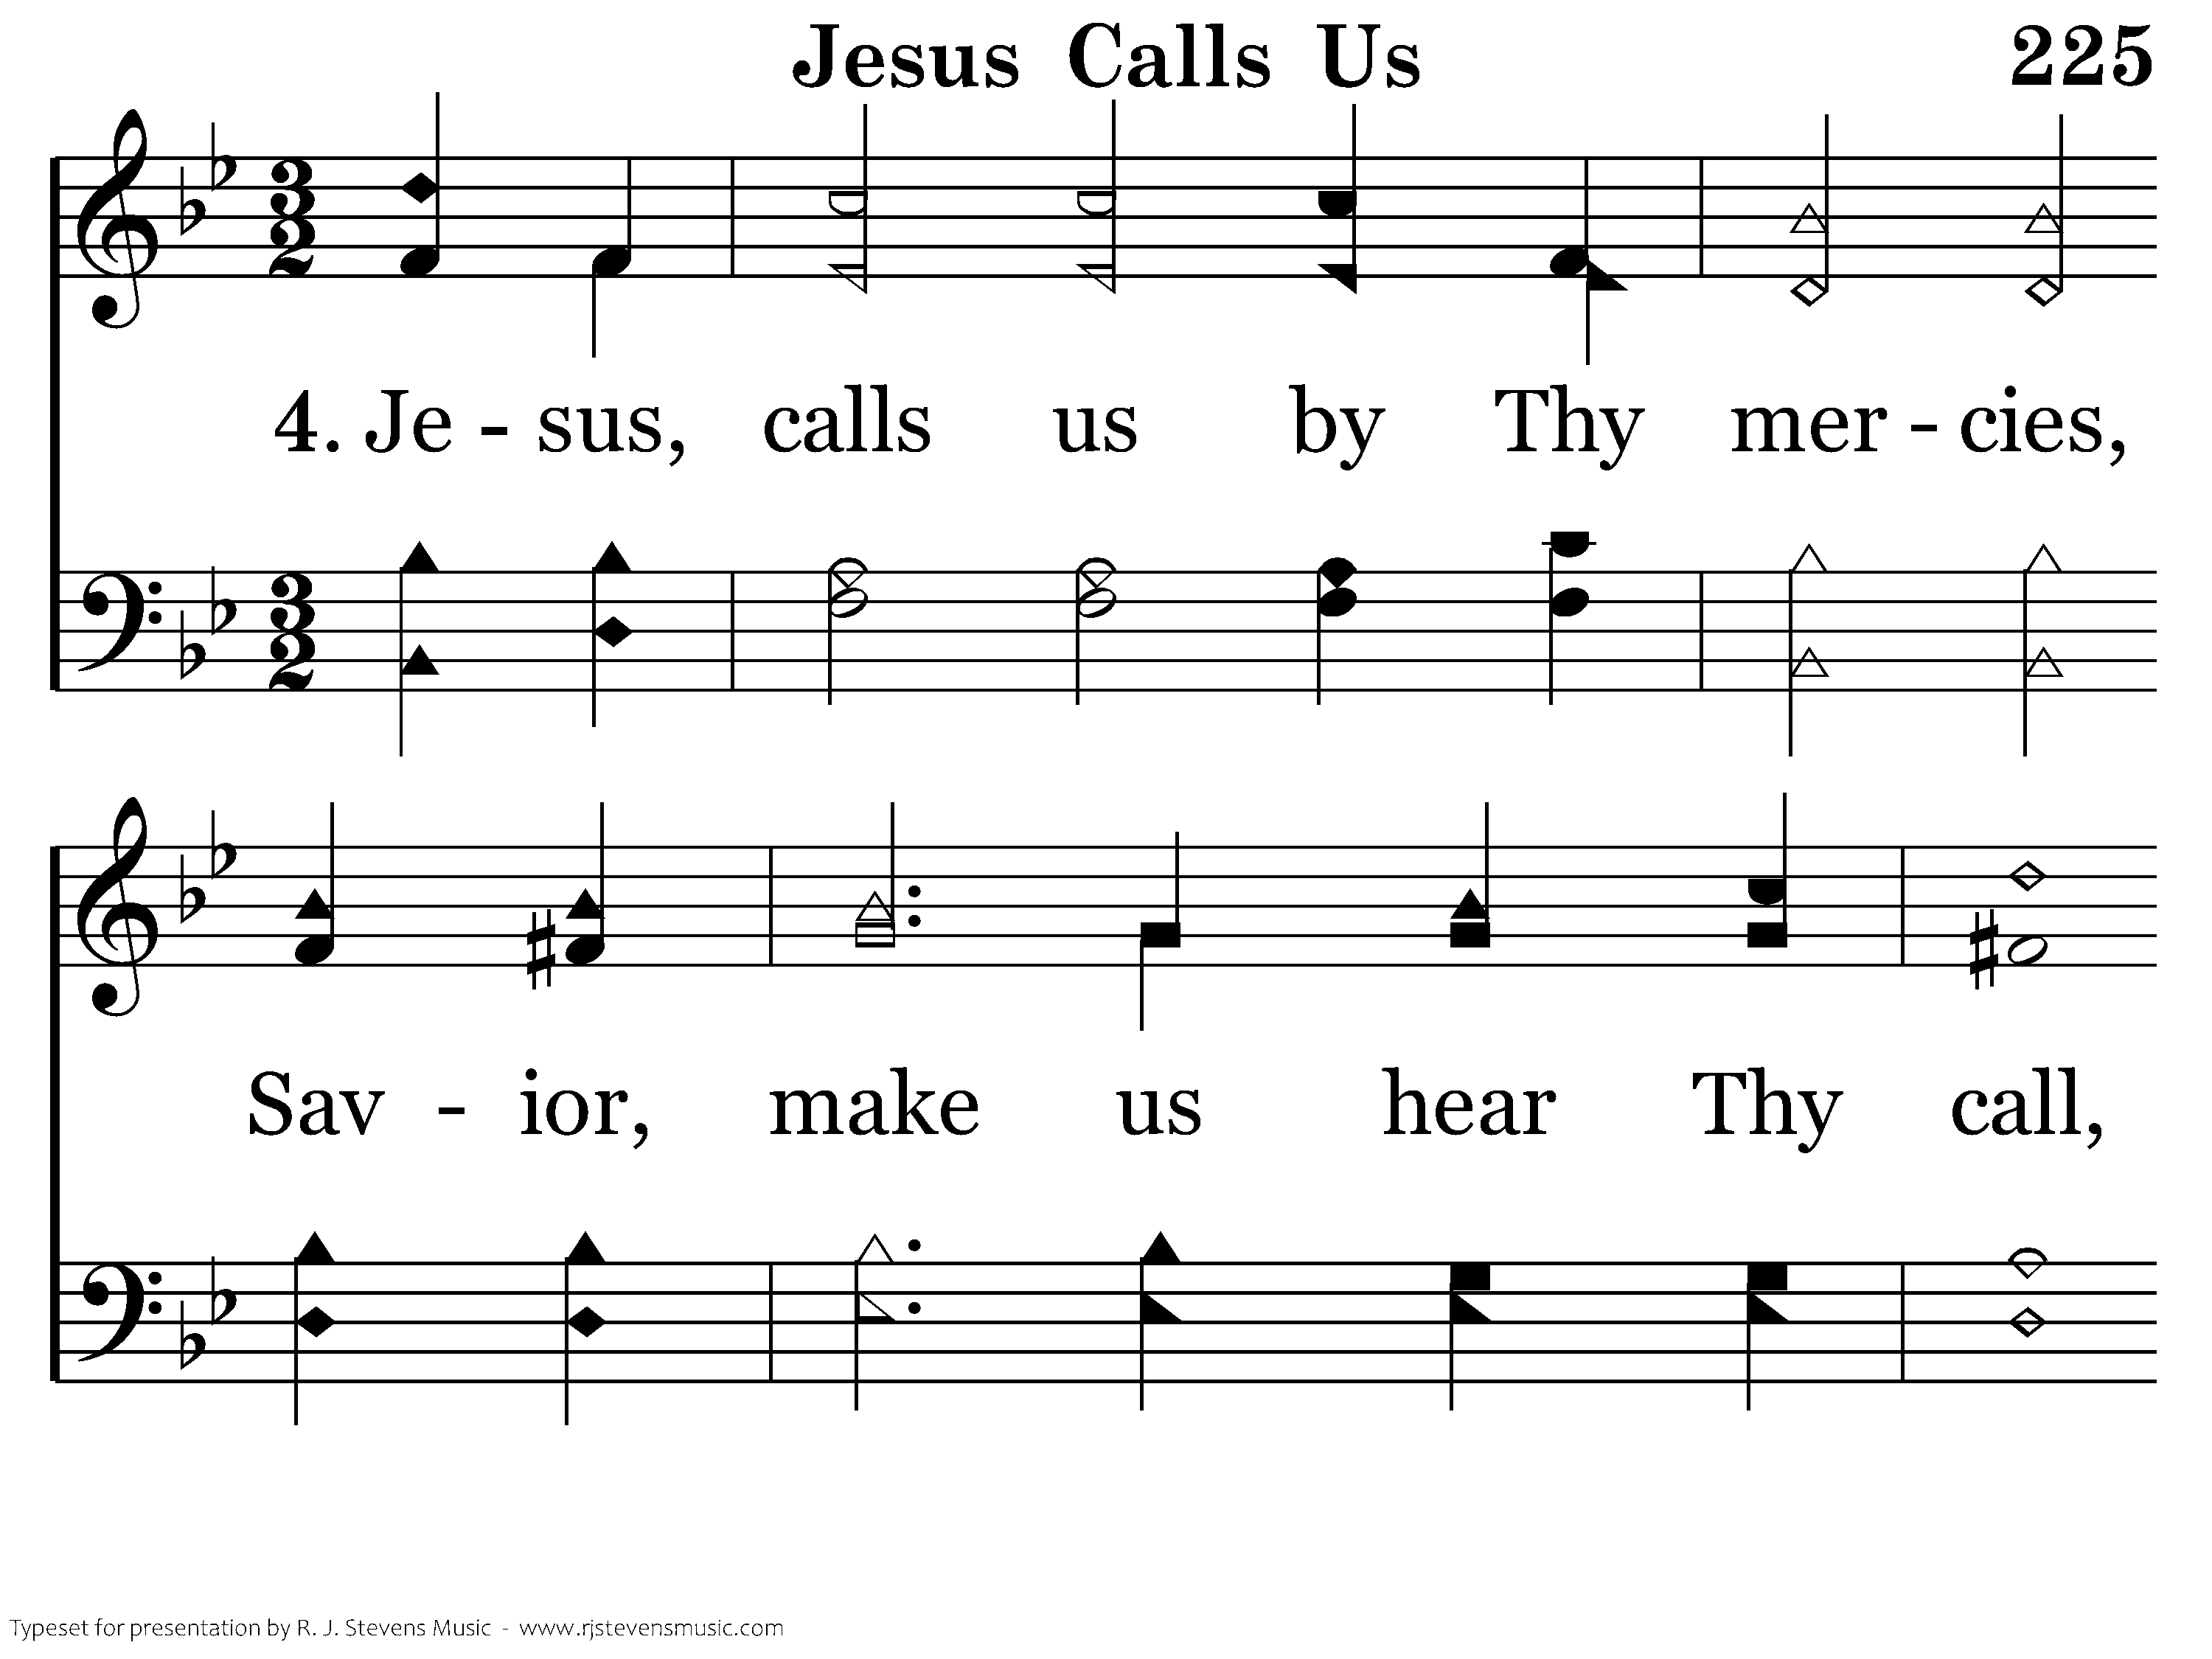 Jesus Calls Us 225
4. Je - sus, calls us by Thy mer - cies,
Sav - ior, make us hear Thy call,
Typeset for presentation by R. J. Stevens Music - www.rjstevensmusic.com